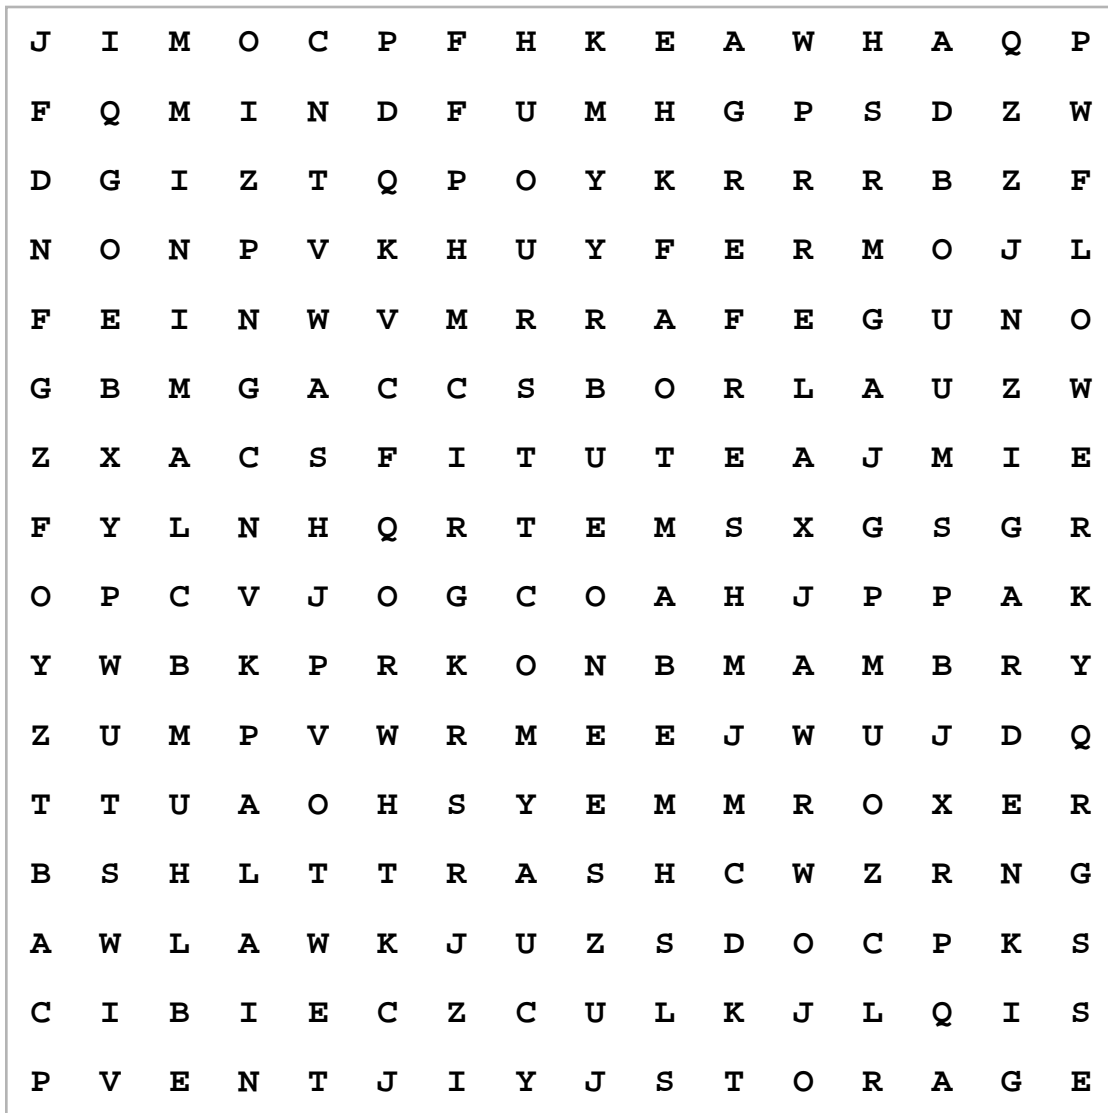 J I M O C P F H K E A W H A Q P
F Q M I N D F U M H G P S D Z W
D G I Z T Q P O Y K R R R B Z F
N O N P V K H U Y F E R M O J L
F E I N W V M R R A F E G U N O
G B M G A C C S B O R L A U Z W
Z X A C S F I T U T E A J M I E
F Y L N H Q R T E M S X G S G R
O P C V J O G C O A H J P P A K
Y W B K P R K O N B M A M B R Y
Z U M P V W R M E E J W U J D Q
T T U A O H S Y E M M R O X E R
B S H L T T R A S H C W Z R N G
A W L A W K J U Z S D O C P K S
C I B I E C Z C U L K J L Q I S
P V E N T J I Y J S T O R A G E